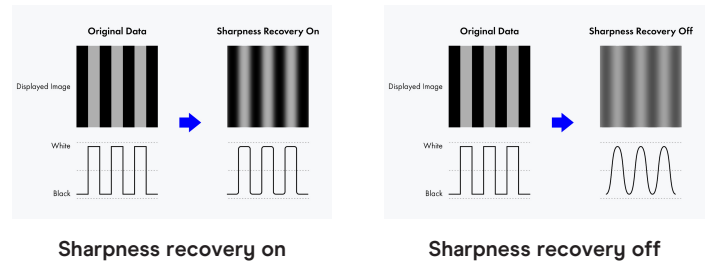 Original Data
Sharpness Recovery On
Displayed Image
White
Black
Sharpness recovery on
Original Data
Sharpness Recovery Off
Displayed Image
White
Black
Sharpness recovery off